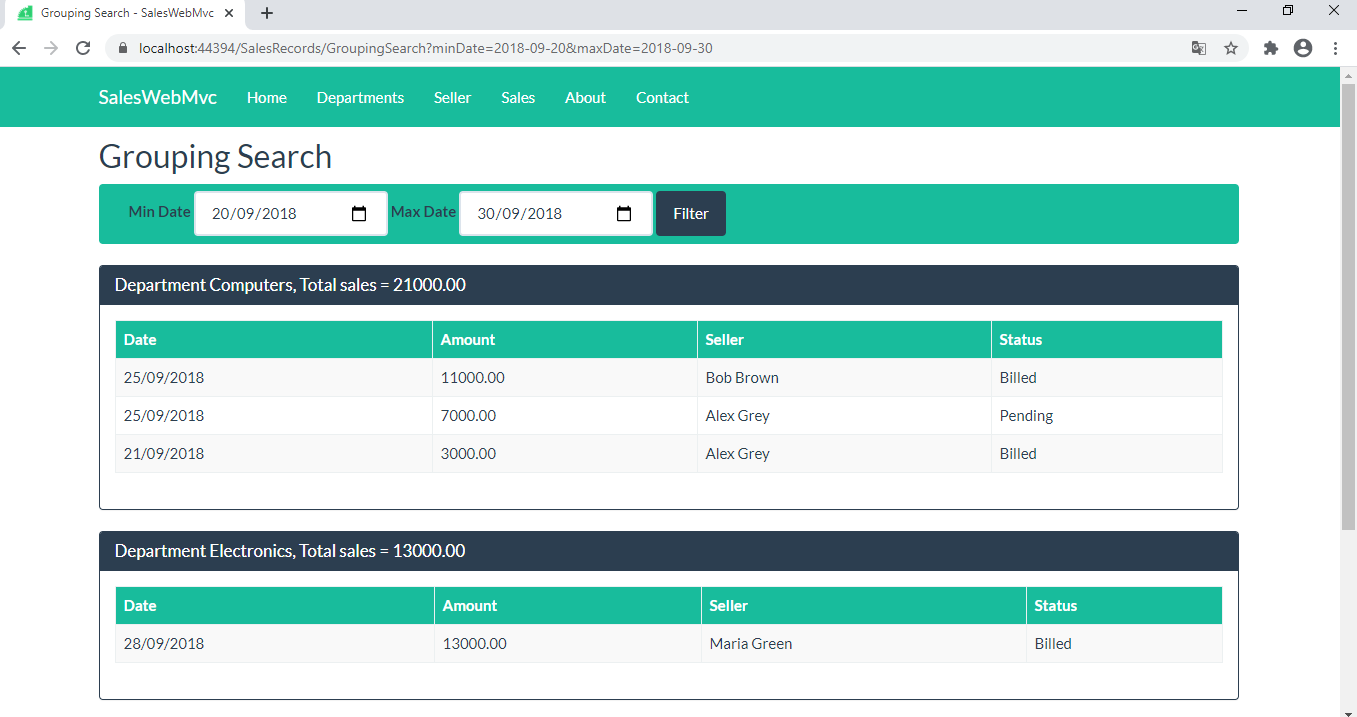 Grouping Search - SalesWebMvc
localhost:44394/SalesRecords/GroupingSearch?minDate=2018-09-20&maxDate=2018-09-30
SalesWebMvc Home Departments Seller Sales About Contact
Grouping Search
Min Date 20/09/2018 Max Date 30/09/2018 Filter
Department Computers, Total sales = 21000.00
Date Amount Seller Status
25/09/2018 11000.00 Bob Brown Billed
25/09/2018 7000.00 Alex Grey Pending
21/09/2018 3000.00 Alex Grey Billed
Department Electronics, Total sales = 13000.00
Date Amount Seller Status
28/09/2018 13000.00 Maria Green Billed